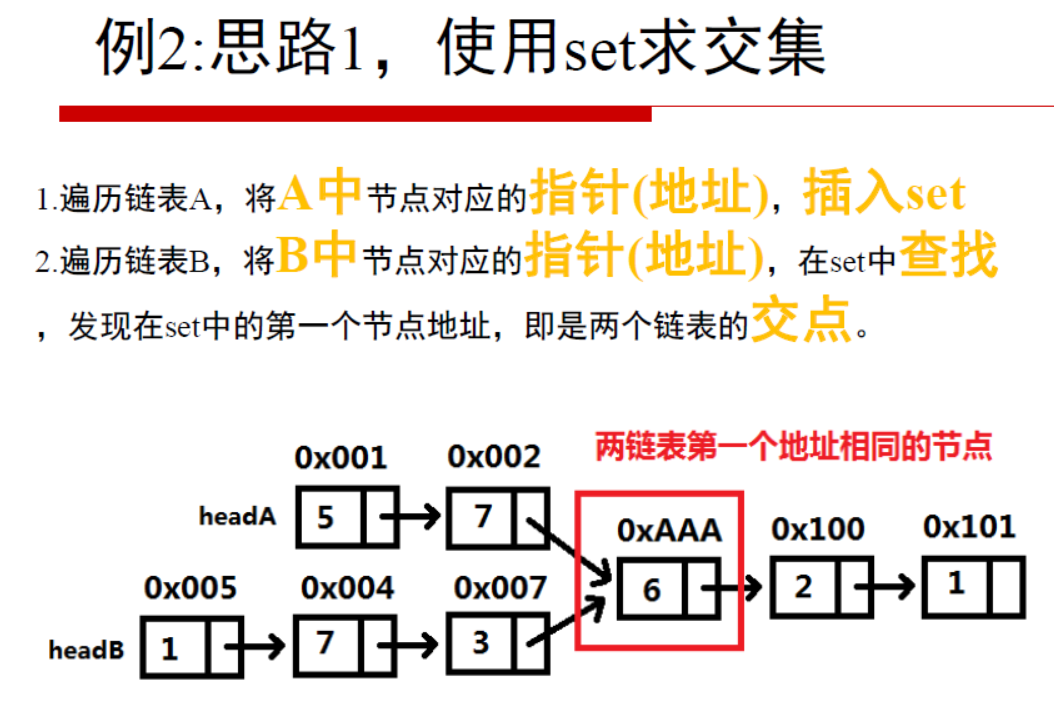 例2:思路1，使用set求交集
1.遍历链表A，将A中节点对应的指针(地址)，插入set
2.遍历链表B，将B中节点对应的指针(地址)，在set中查找
，发现在set中的第一个节点地址，即是两个链表的交点。
两链表第一个地址相同的节点
0x001 0x002
headA 5 7
0xAAA 0x100 0x101
6 2 1
0x005 0x004 0x007
headB 1 7 3